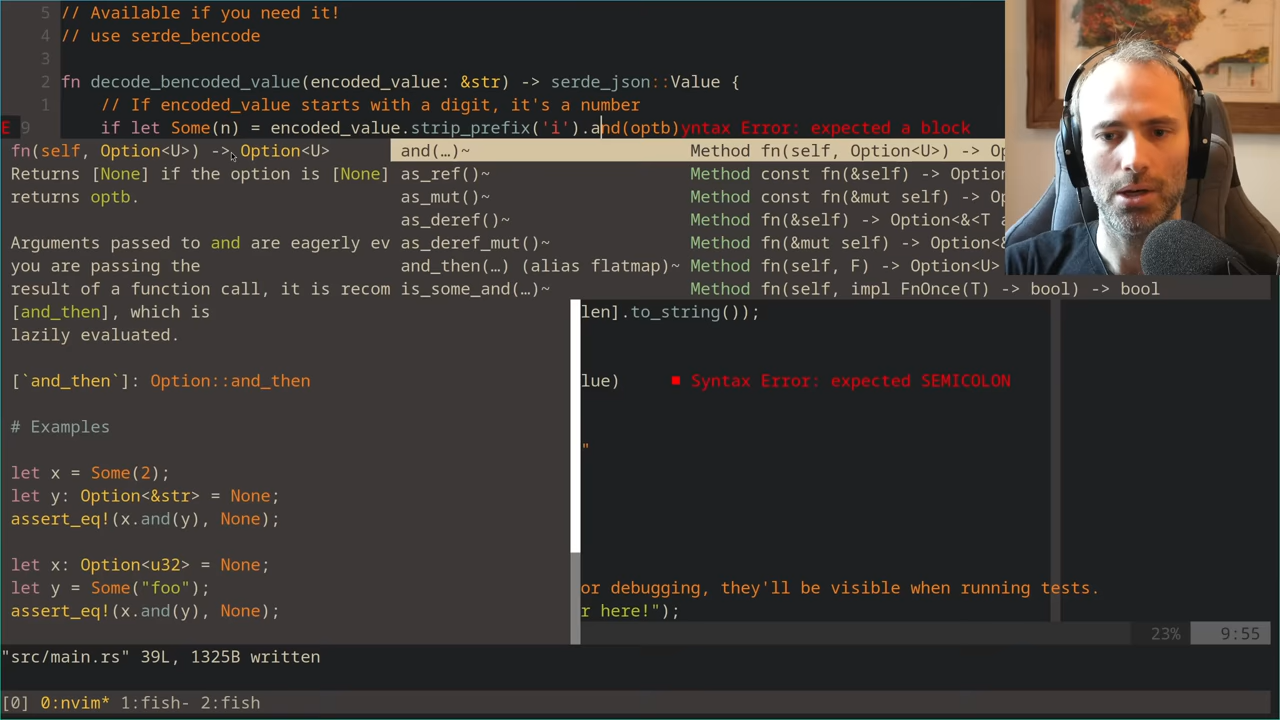 5 // Available if you need it!
4 // use serde_bencode
3
2 fn decode_bencoded_value(encoded_value: &str) -> serde_json::Value {
1 // If encoded_value starts with a digit, it's a number
E 9 if let Some(n) = encoded_value.strip_prefix('i').and(optb)yntax Error: expected a block
fn(self, Option<U>) -> Option<U> and(…)~ Method fn(self, Option<U>) -> Op
Returns [None] if the option is [None] as_ref()~ Method const fn(&self) -> Option
returns optb. as_mut()~ Method const fn(&mut self) -> O
as_deref()~ Method fn(&self) -> Option<&<T a
Arguments passed to and are eagerly ev as_deref_mut()~ Method fn(&mut self) -> Option<&
you are passing the and_then(…) (alias flatmap)~ Method fn(self, F) -> Option<U>
result of a function call, it is recom is_some_and(…)~ Method fn(self, impl FnOnce(T) -> bool) -> bool
[and_then], which is len].to_string());
lazily evaluated.
[`and_then`]: Option::and_then lue) ■ Syntax Error: expected SEMICOLON
# Examples
"
let x = Some(2);
let y: Option<&str> = None;
assert_eq!(x.and(y), None);
let x: Option<u32> = None;
let y = Some("foo"); or debugging, they'll be visible when running tests.
assert_eq!(x.and(y), None); r here!");
23% 9:55
"src/main.rs" 39L, 1325B written
[0] 0:nvim* 1:fish- 2:fish